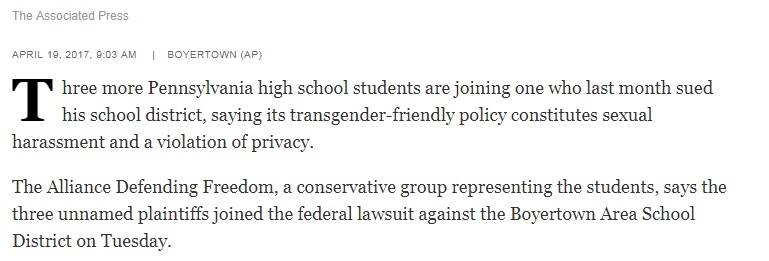 The Associated Press
APRIL 19, 2017, 9:03 AM | BOYERTOWN (AP)
Three more Pennsylvania high school students are joining one who last month sued
his school district, saying its transgender-friendly policy constitutes sexual
harassment and a violation of privacy.
The Alliance Defending Freedom, a conservative group representing the students, says the
three unnamed plaintiffs joined the federal lawsuit against the Boyertown Area School
District on Tuesday.